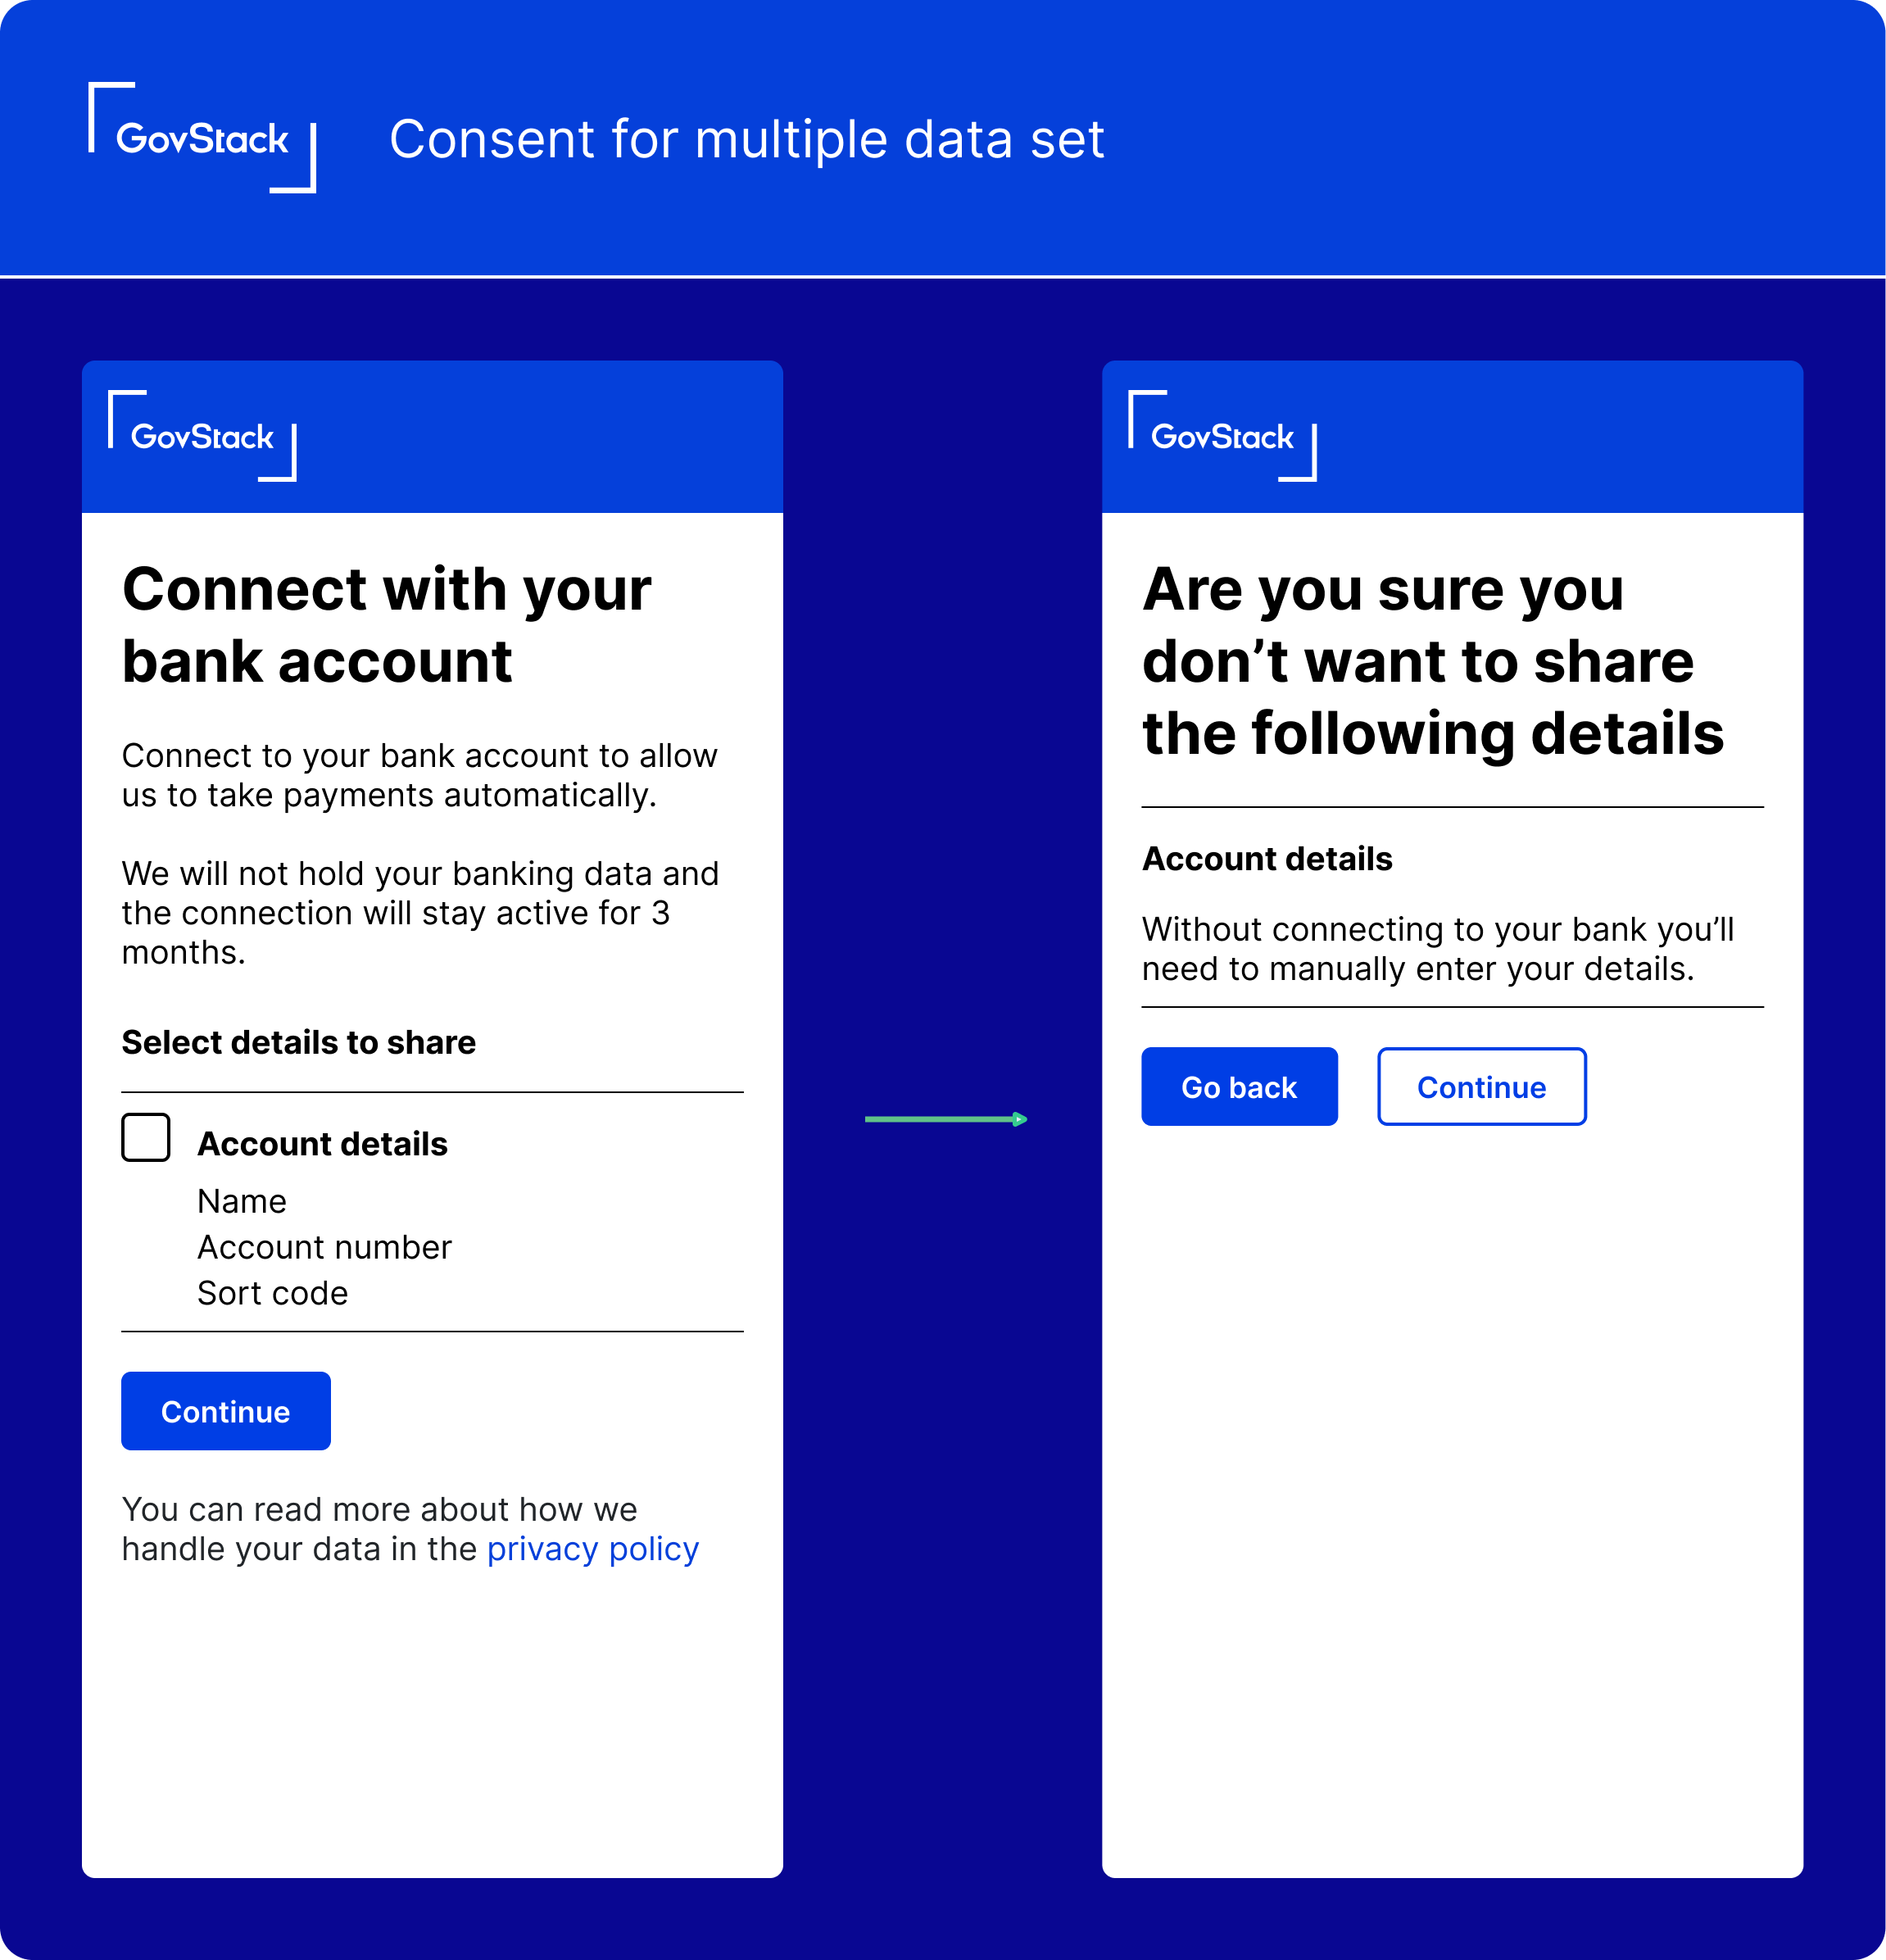 GovStack
Consent for multiple data set
GovStack
Connect with your
bank account
Connect to your bank account to allow
us to take payments automatically.
We will not hold your banking data and
the connection will stay active for 3
months.
Select details to share
Account details
Name
Account number
Sort code
Continue
You can read more about how we
handle your data in the privacy policy
GovStack
Are you sure you
don’t want to share
the following details
Account details
Without connecting to your bank you’ll
need to manually enter your details.
Go back
Continue